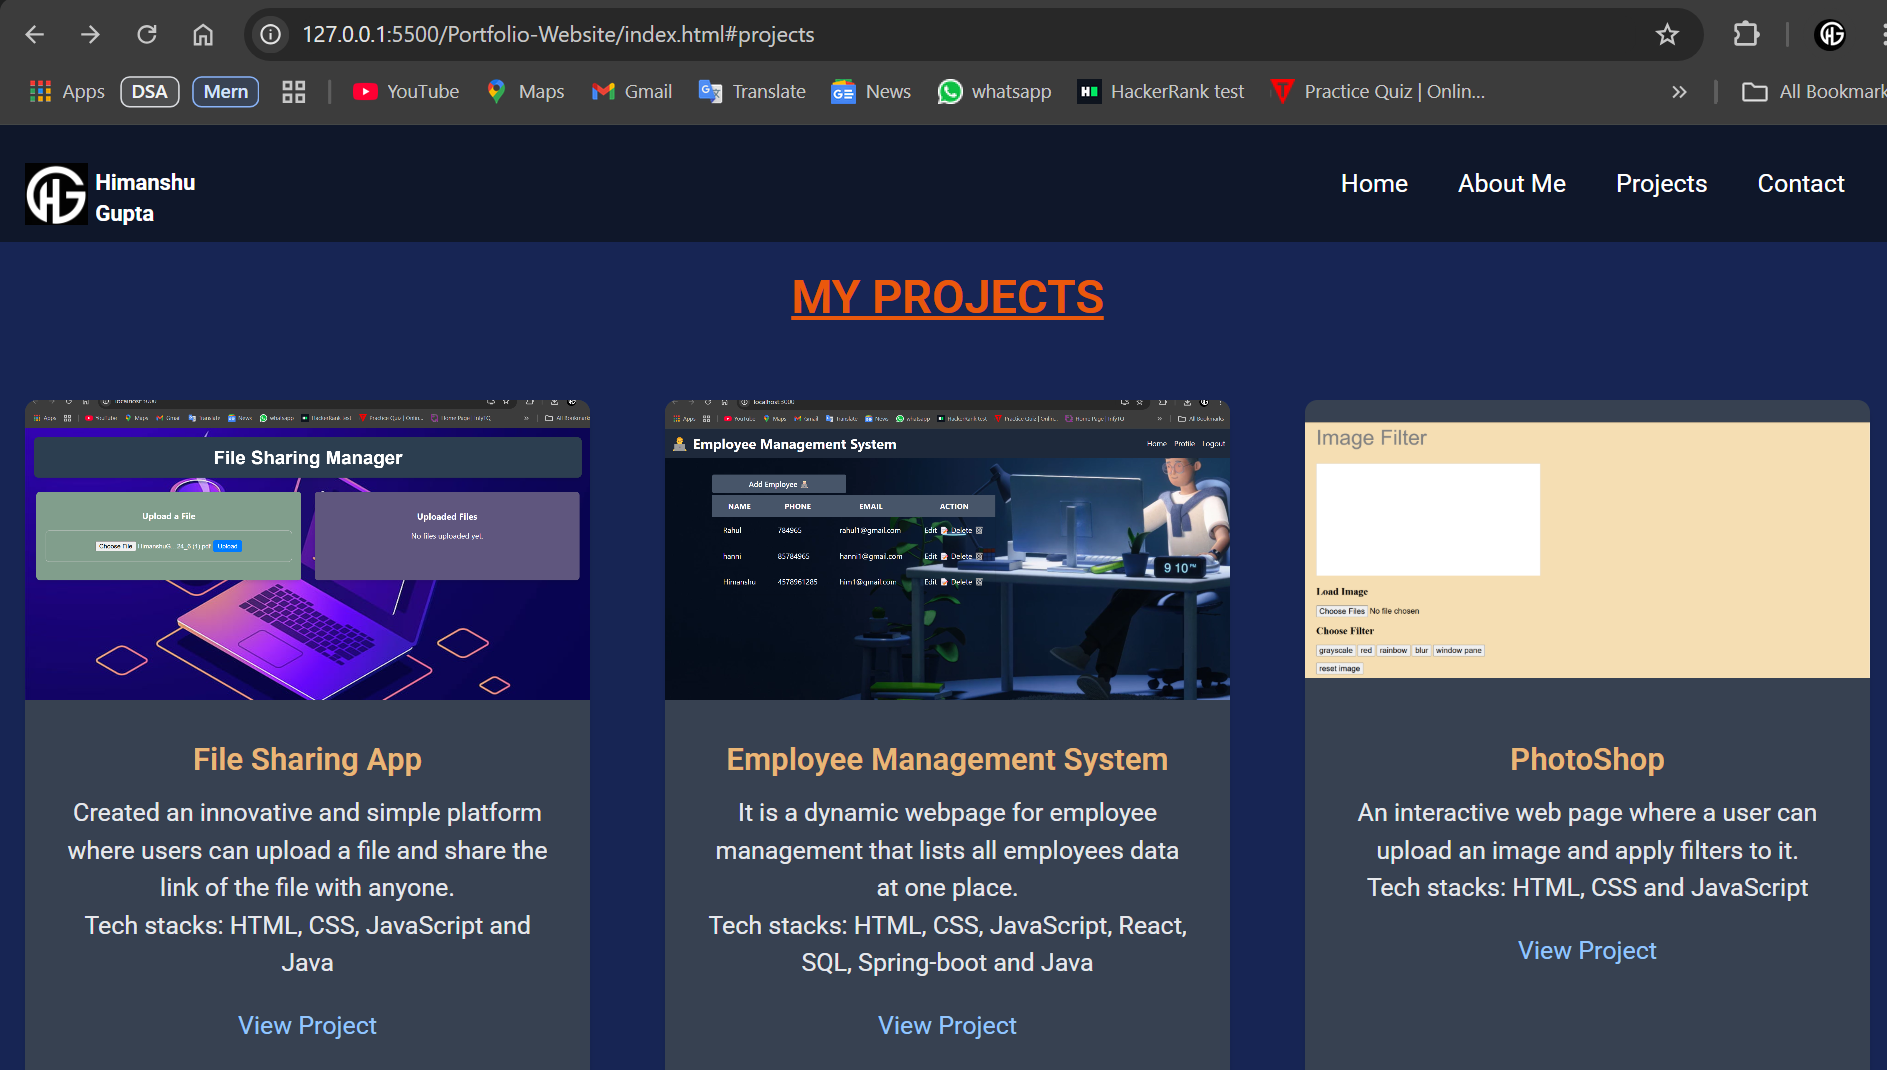 127.0.0.1:5500/Portfolio-Website/index.html#projects
Apps DSA Mern YouTube Maps Gmail Translate News whatsapp HackerRank test Practice Quiz | Onlin... » All Bookmark
Himanshu
Gupta
Home About Me Projects Contact
MY PROJECTS
File Sharing Manager
Upload a File
Choose File Upload
Uploaded Files
No files uploaded yet.
File Sharing App
Created an innovative and simple platform
where users can upload a file and share the
link of the file with anyone.
Tech stacks: HTML, CSS, JavaScript and
Java
View Project
Employee Management System
Home Profile Logout
Add Employee
NAME PHONE EMAIL ACTION
Rahul 784965 rahul1@gmail.com Edit Delete
hanni 85784965 hanni1@gmail.com Edit Delete
Himanshu 4578961285 him1@gmail.com Edit Delete
9 10 PM
Employee Management System
It is a dynamic webpage for employee
management that lists all employees data
at one place.
Tech stacks: HTML, CSS, JavaScript, React,
SQL, Spring-boot and Java
View Project
Image Filter
Load Image
Choose Files No file chosen
Choose Filter
grayscale red rainbow blur window pane
reset image
PhotoShop
An interactive web page where a user can
upload an image and apply filters to it.
Tech stacks: HTML, CSS and JavaScript
View Project